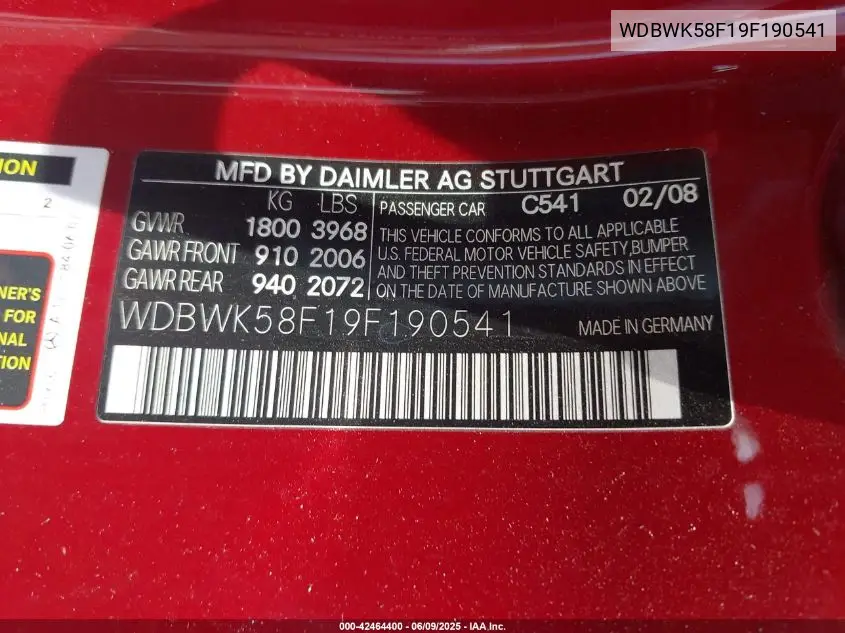 WDBWK58F19F190541
ION
2
NER'S
FOR
NAL
TION
MFD BY DAIMLER AG STUTTGART
KG LBS PASSENGER CAR C541 02/08
GVWR 1800 3968
GAWR FRONT 910 2006
GAWR REAR 940 2072
THIS VEHICLE CONFORMS TO ALL APPLICABLE
U.S. FEDERAL MOTOR VEHICLE SAFETY,BUMPER
AND THEFT PREVENTION STANDARDS IN EFFECT
ON THE DATE OF MANUFACTURE SHOWN ABOVE
WDBWK58F19F190541 MADE IN GERMANY
000-42464400 - 06/09/2025 - IAA Inc.